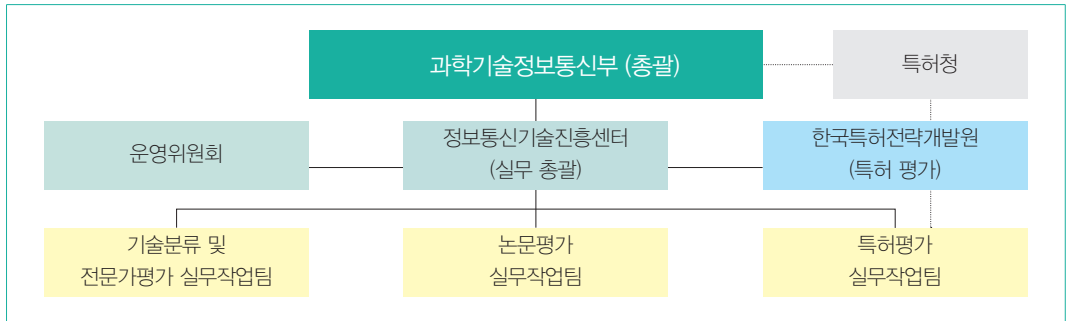 과학기술정보통신부 (총괄)
특허청
운영위원회
정보통신기술진흥센터
(실무 총괄)
한국특허전략개발원
(특허 평가)
기술분류 및
전문가평가 실무작업팀
논문평가
실무작업팀
특허평가
실무작업팀